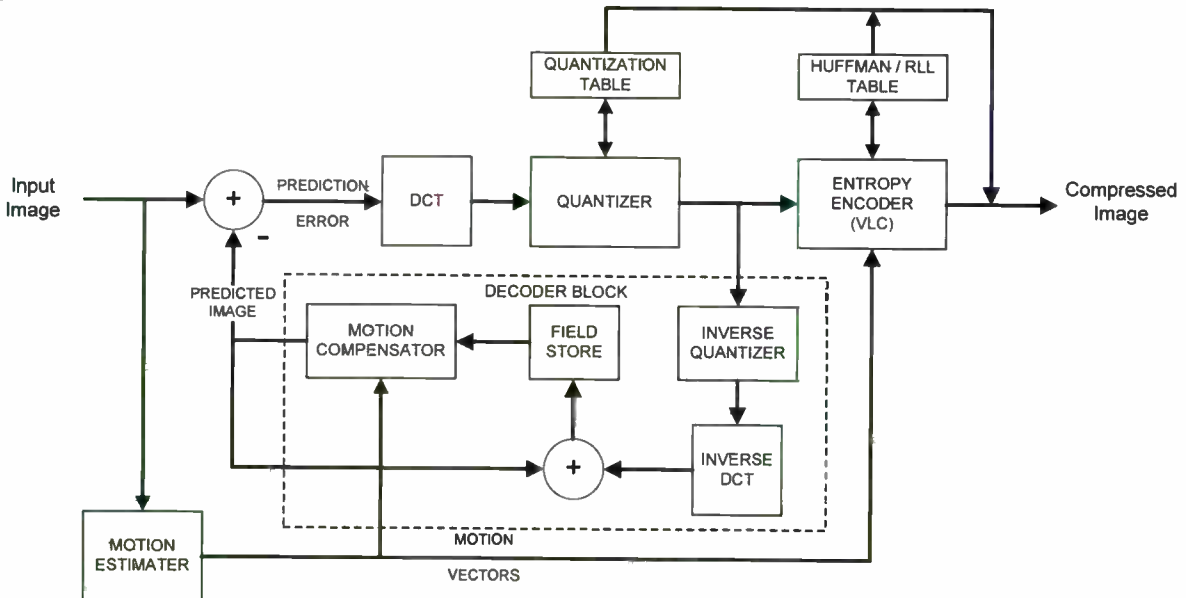 QUANTIZATION
TABLE
HUFFMAN / RLL
TABLE
Input
Image
+
PREDICTION
ERROR
DCT
QUANTIZER
ENTROPY
ENCODER
(VLC)
Compressed
Image
−
PREDICTED
IMAGE
DECODER BLOCK
MOTION
COMPENSATOR
FIELD
STORE
INVERSE
QUANTIZER
+
INVERSE
DCT
MOTION
ESTIMATER
MOTION
VECTORS